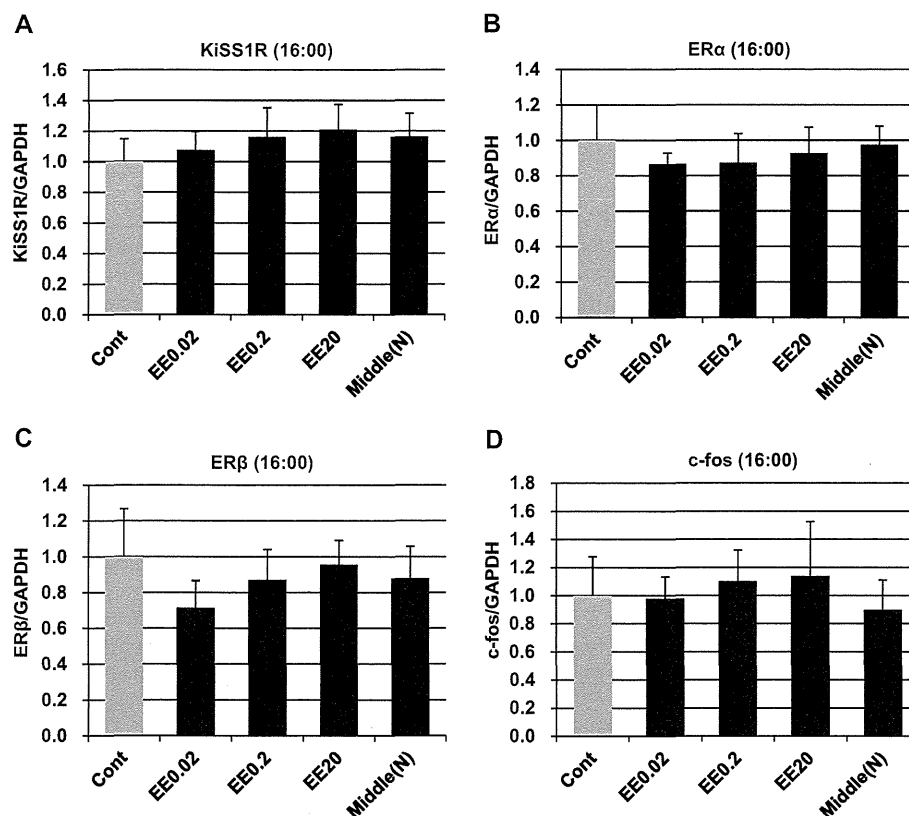 A
KiSS1R (16:00)
KiSS1R/GAPDH
1.6
1.4
1.2
1.0
0.8
0.6
0.4
0.2
0.0
Cont
EE0.02
EE0.2
EE20
Middle(N)
B
ERα (16:00)
ERα/GAPDH
1.4
1.2
1.0
0.8
0.6
0.4
0.2
0.0
Cont
EE0.02
EE0.2
EE20
Middle(N)
C
ERβ (16:00)
ERβ/GAPDH
1.4
1.2
1.0
0.8
0.6
0.4
0.2
0.0
Cont
EE0.02
EE0.2
EE20
Middle(N)
D
c-fos (16:00)
c-fos/GAPDH
1.8
1.6
1.4
1.2
1.0
0.8
0.6
0.4
0.2
0.0
Cont
EE0.02
EE0.2
EE20
Middle(N)